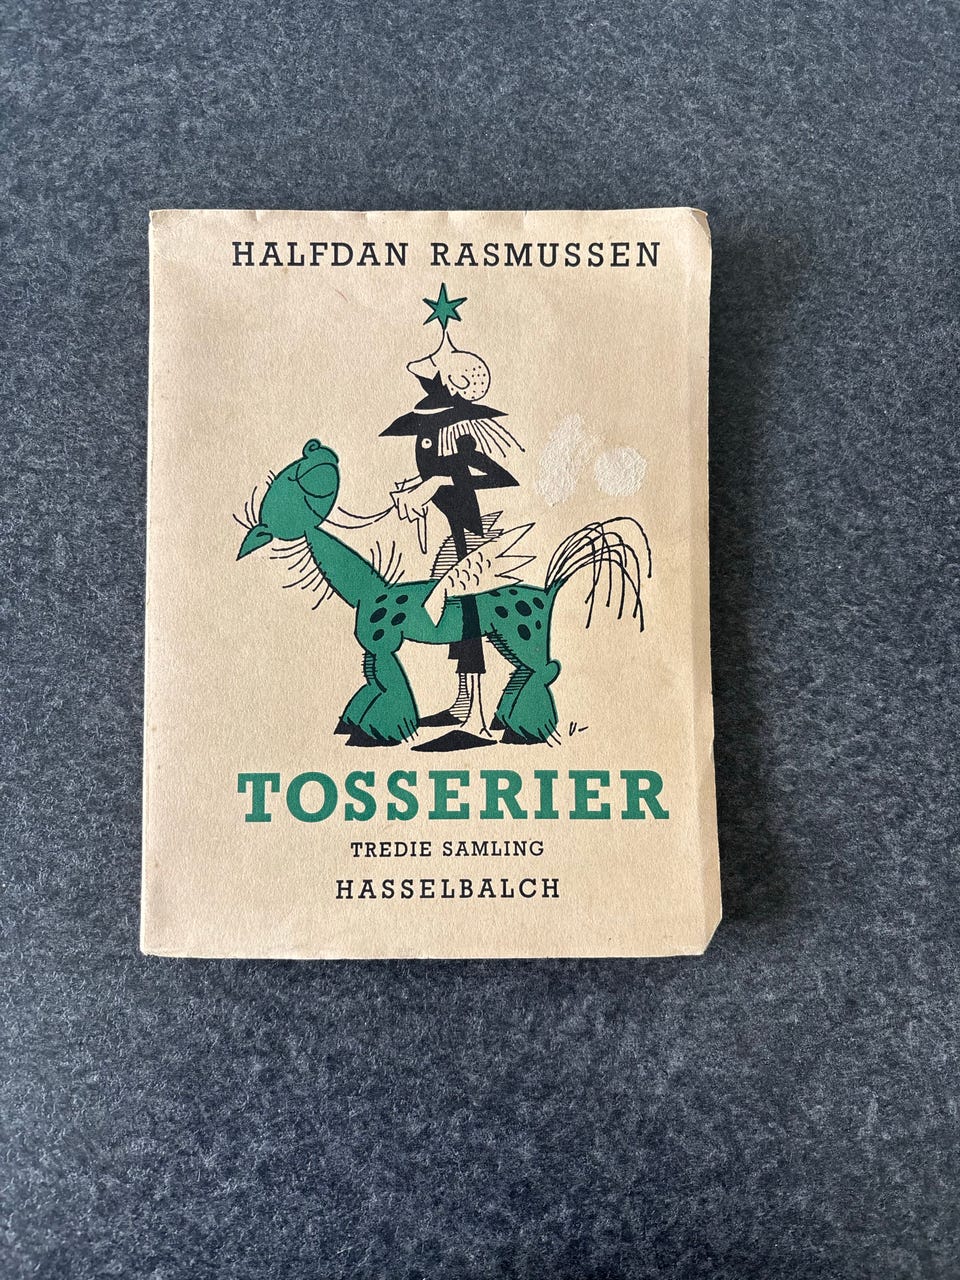 HALFDAN RASMUSSEN
TOSSERIER
TREDIE SAMLING
HASSELBALCH